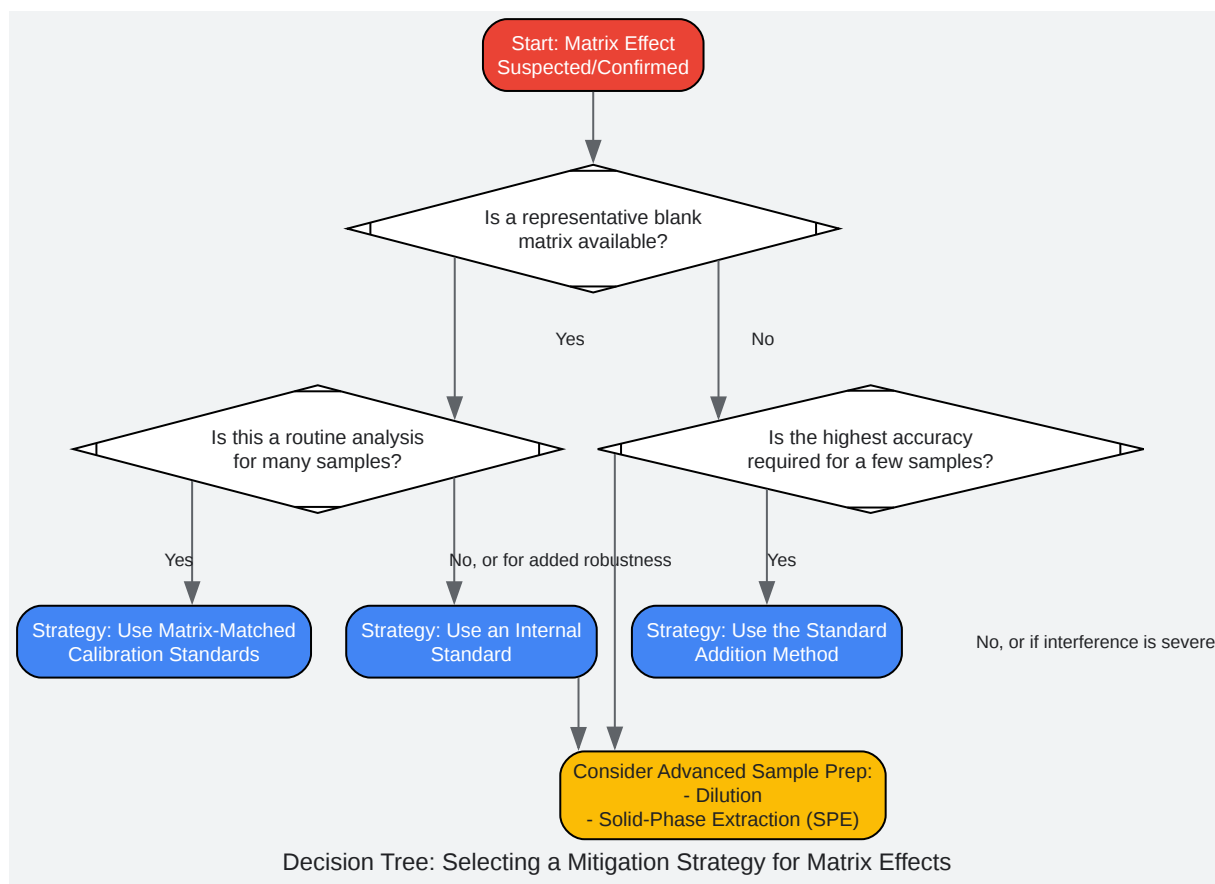 Start: Matrix Effect
Suspected/Confirmed
Is a representative blank
matrix available?
Yes
No
Is this a routine analysis
for many samples?
Is the highest accuracy
required for a few samples?
Yes
No, or for added robustness
Yes
Strategy: Use Matrix-Matched
Calibration Standards
Strategy: Use an Internal
Standard
Strategy: Use the Standard
Addition Method
No, or if interference is severe
Consider Advanced Sample Prep:
- Dilution
- Solid-Phase Extraction (SPE)
Decision Tree: Selecting a Mitigation Strategy for Matrix Effects